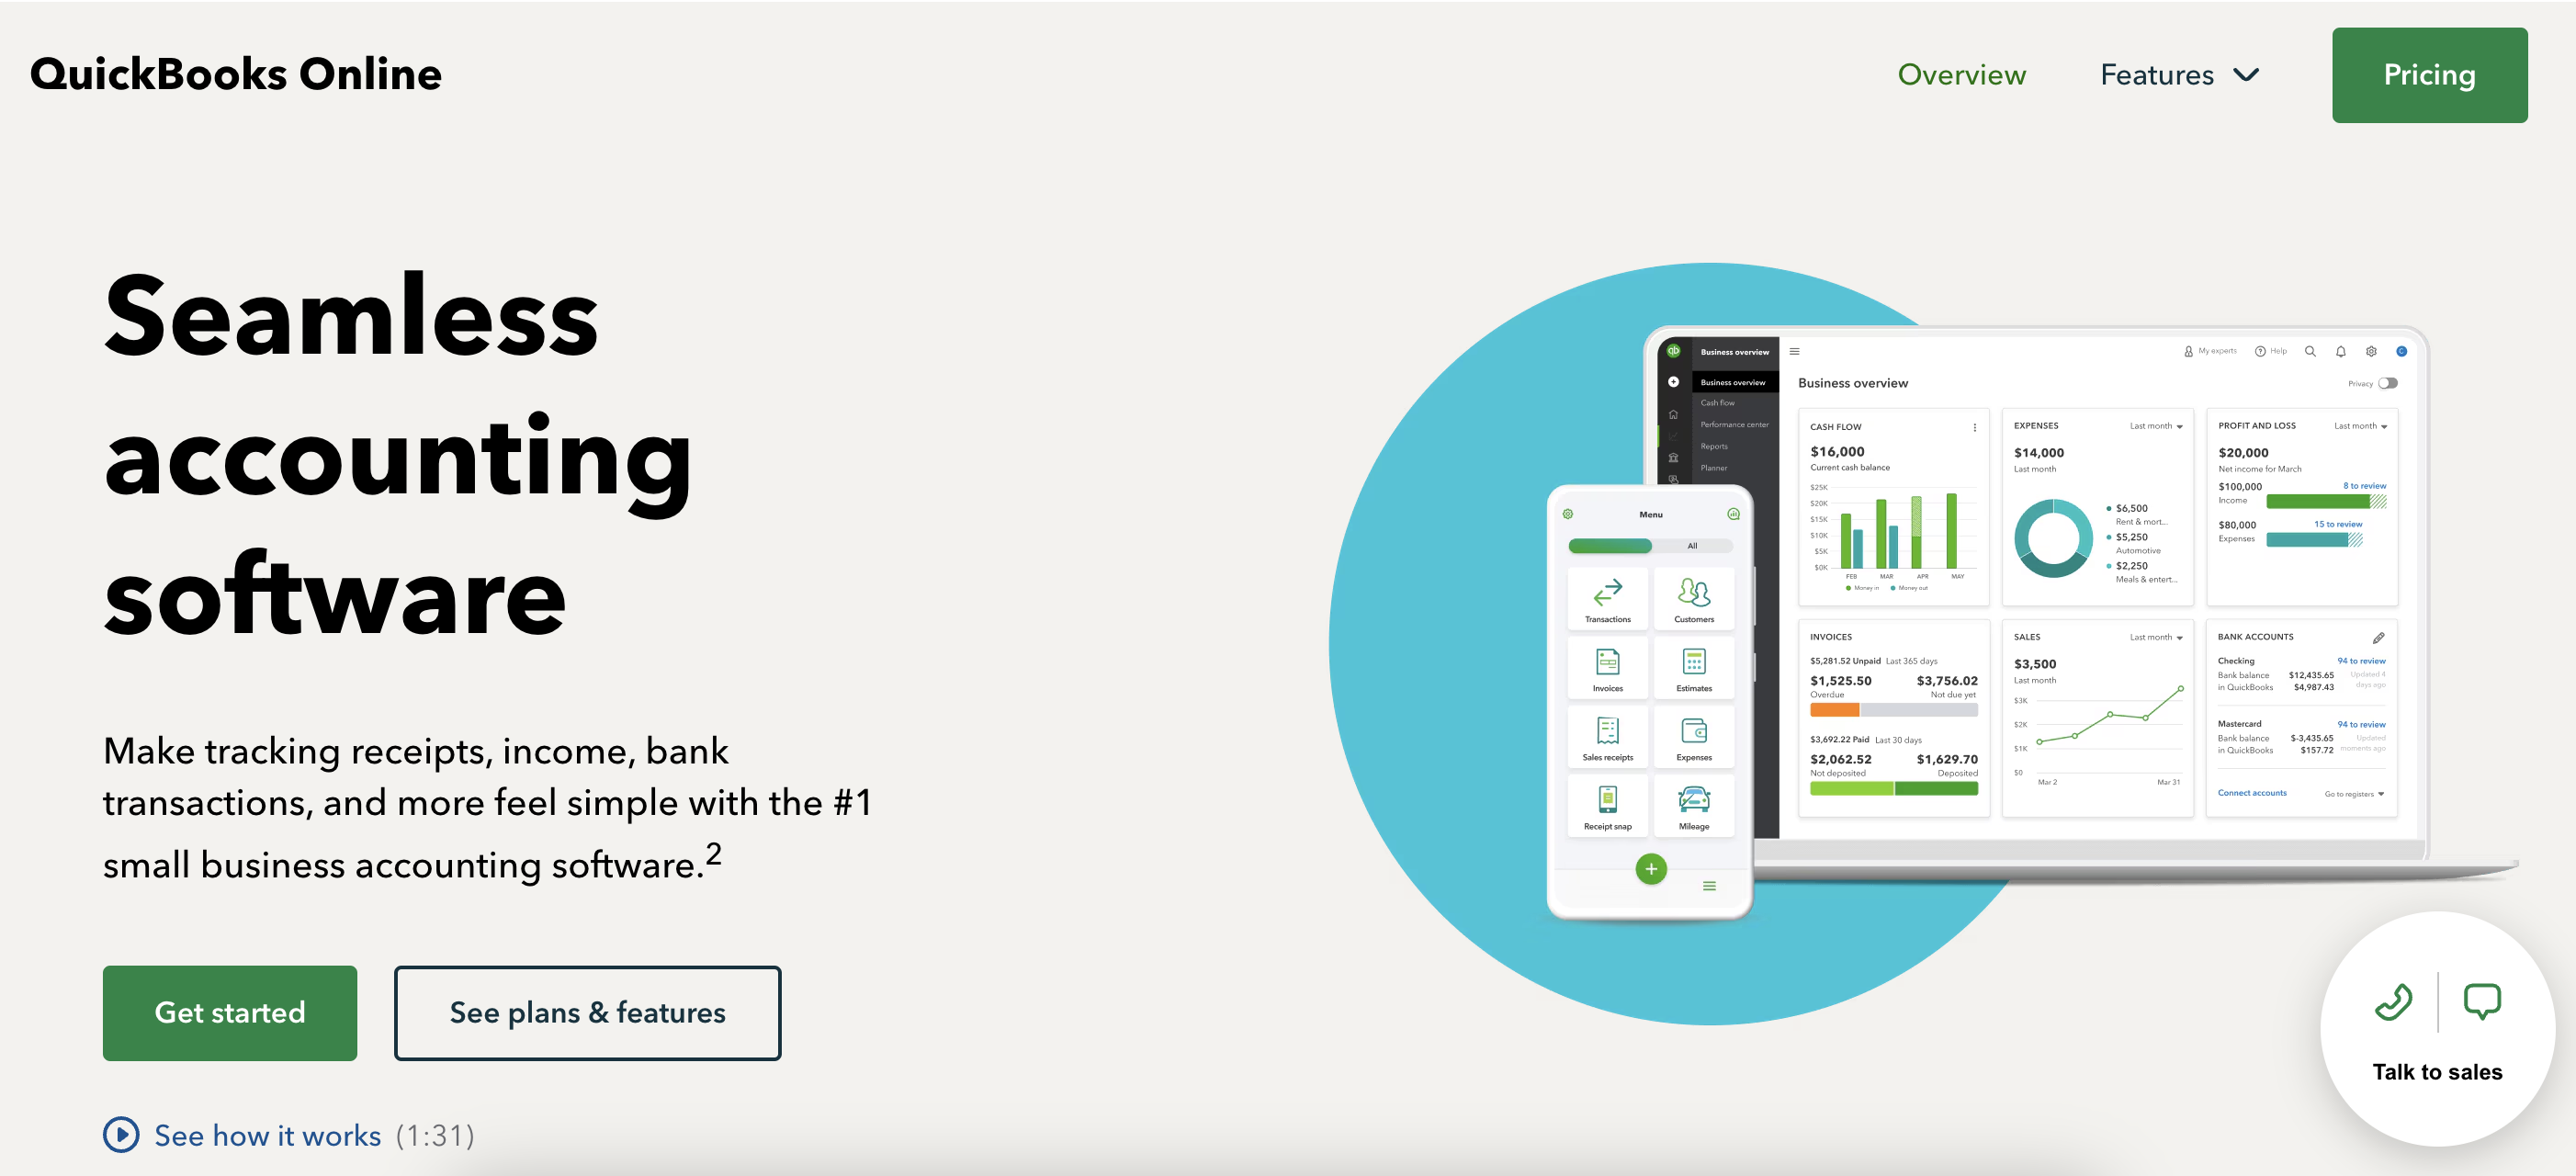 QuickBooks Online
Overview
Features
Pricing
Seamless
accounting
software
Make tracking receipts, income, bank
transactions, and more feel simple with the #1
small business accounting software.2
Get started
See plans & features
See how it works (1:31)
qb
Business overview
Business overview
Cash flow
Performance center
Reports
Planner
My experts
Help
C
Business overview
Privacy
CASH FLOW
$16,000
Current cash balance
$25K
$20K
$15K
$10K
$5K
$0K
FEB MAR APR MAY
Money in Money out
EXPENSES Last month
$14,000
Last month
$6,500
Rent & mort...
$5,250
Automotive
$2,250
Meals & entert...
PROFIT AND LOSS Last month
$20,000
Net income for March
$100,000 8 to review
Income
$80,000 15 to review
Expenses
INVOICES
$5,281.52 Unpaid Last 365 days
$1,525.50 $3,756.02
Overdue Not due yet
$3,692.22 Paid Last 30 days
$2,062.52 $1,629.70
Not deposited Deposited
SALES Last month
$3,500
Last month
$3K
$2K
$1K
$0
Mar 2 Mar 31
BANK ACCOUNTS
Checking 94 to review
Bank balance $12,435.65 Updated 4
in QuickBooks $4,987.43 days ago
Mastercard 94 to review
Bank balance $-3,435.65 Updated
in QuickBooks $157.72 moments ago
Connect accounts Go to registers
Menu
All
Transactions Customers
Invoices Estimates
Sales receipts Expenses
Receipt snap Mileage
Talk to sales